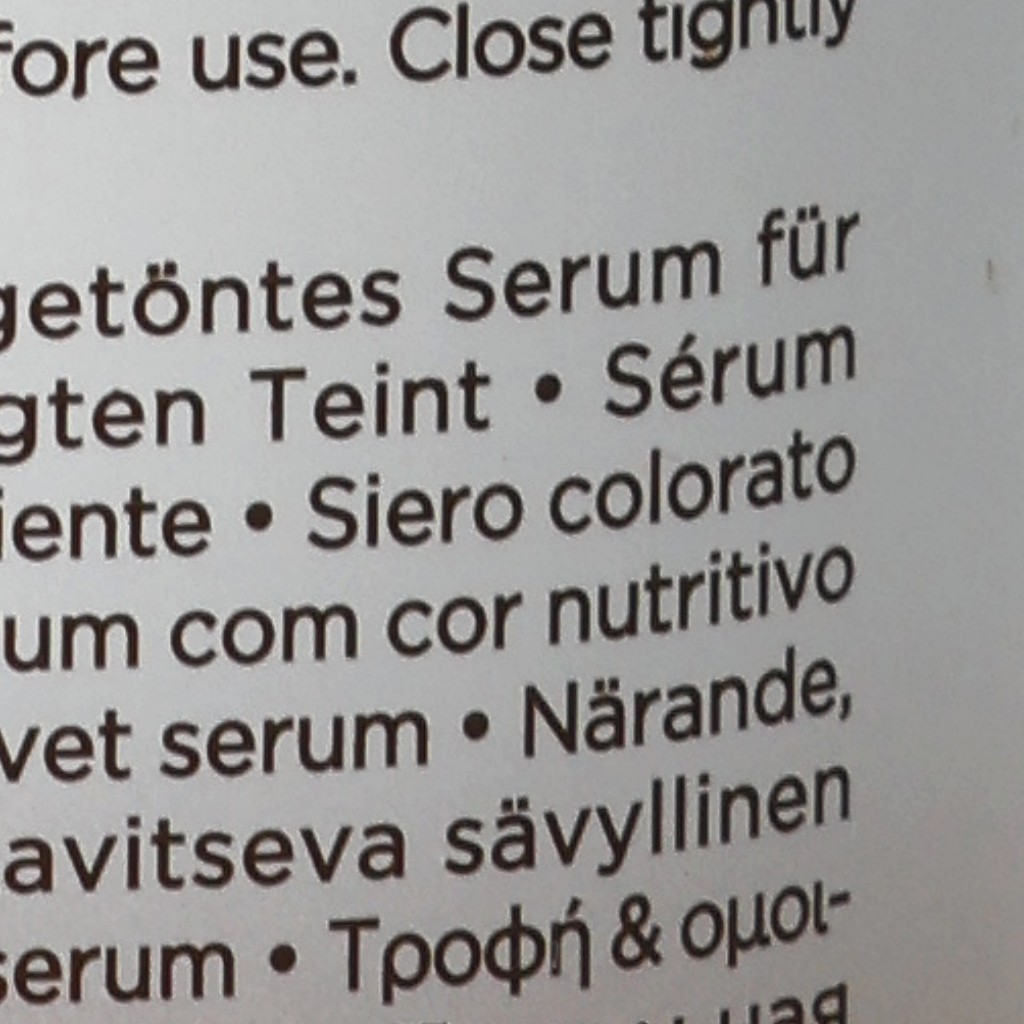 fore use. Close tightly
getöntes Serum für
gten Teint • Sérum
iente • Siero colorato
um com cor nutritivo
vet serum • Närande,
avitseva sävyllinen
serum • Τροφή & ομοι-